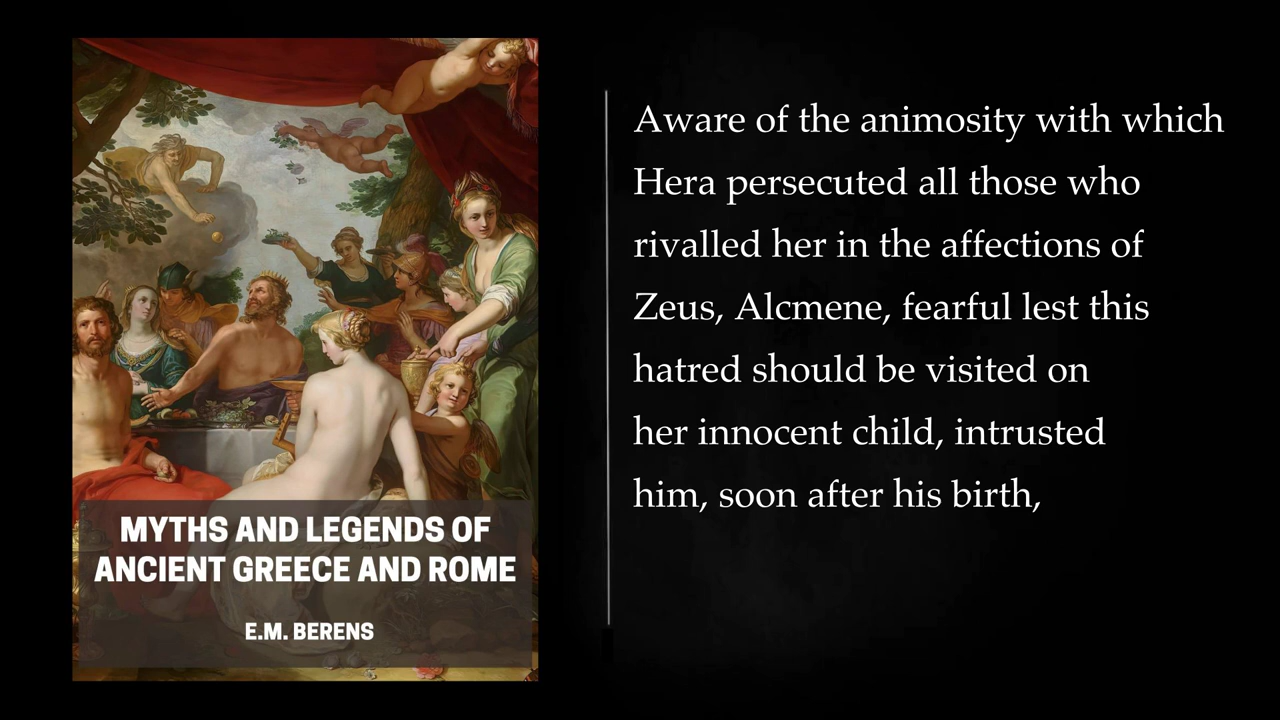 MYTHS AND LEGENDS OF
ANCIENT GREECE AND ROME
E.M. BERENS
Aware of the animosity with which
Hera persecuted all those who
rivalled her in the affections of
Zeus, Alcmene, fearful lest this
hatred should be visited on
her innocent child, intrusted
him, soon after his birth,